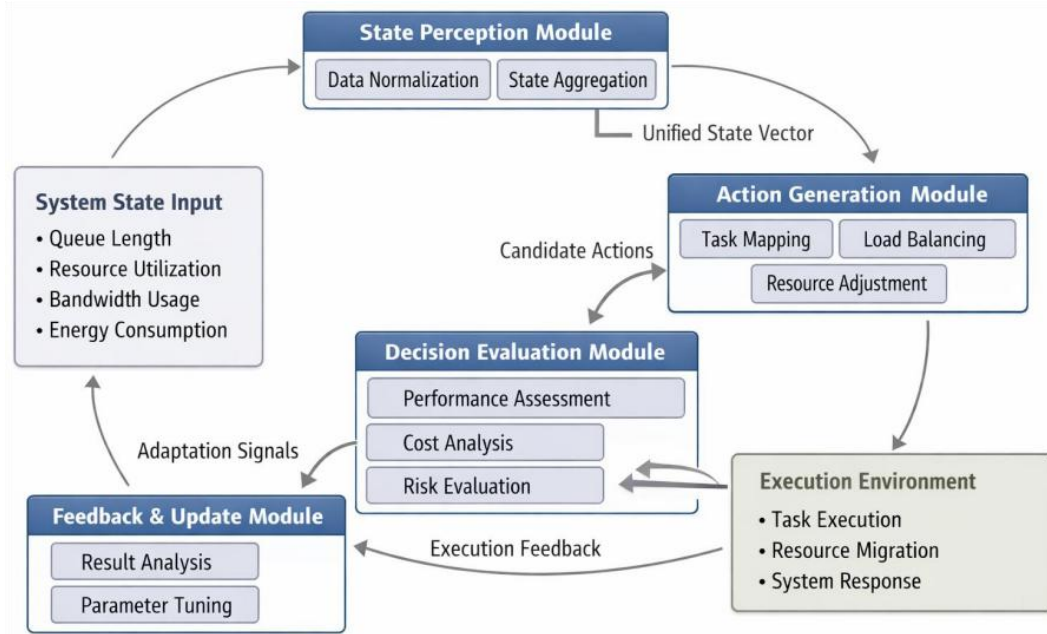 State Perception Module
Data Normalization
State Aggregation
Unified State Vector
System State Input
• Queue Length
• Resource Utilization
• Bandwidth Usage
• Energy Consumption
Action Generation Module
Task Mapping
Load Balancing
Resource Adjustment
Candidate Actions
Decision Evaluation Module
Performance Assessment
Cost Analysis
Risk Evaluation
Adaptation Signals
Execution Environment
• Task Execution
• Resource Migration
• System Response
Feedback & Update Module
Result Analysis
Parameter Tuning
Execution Feedback